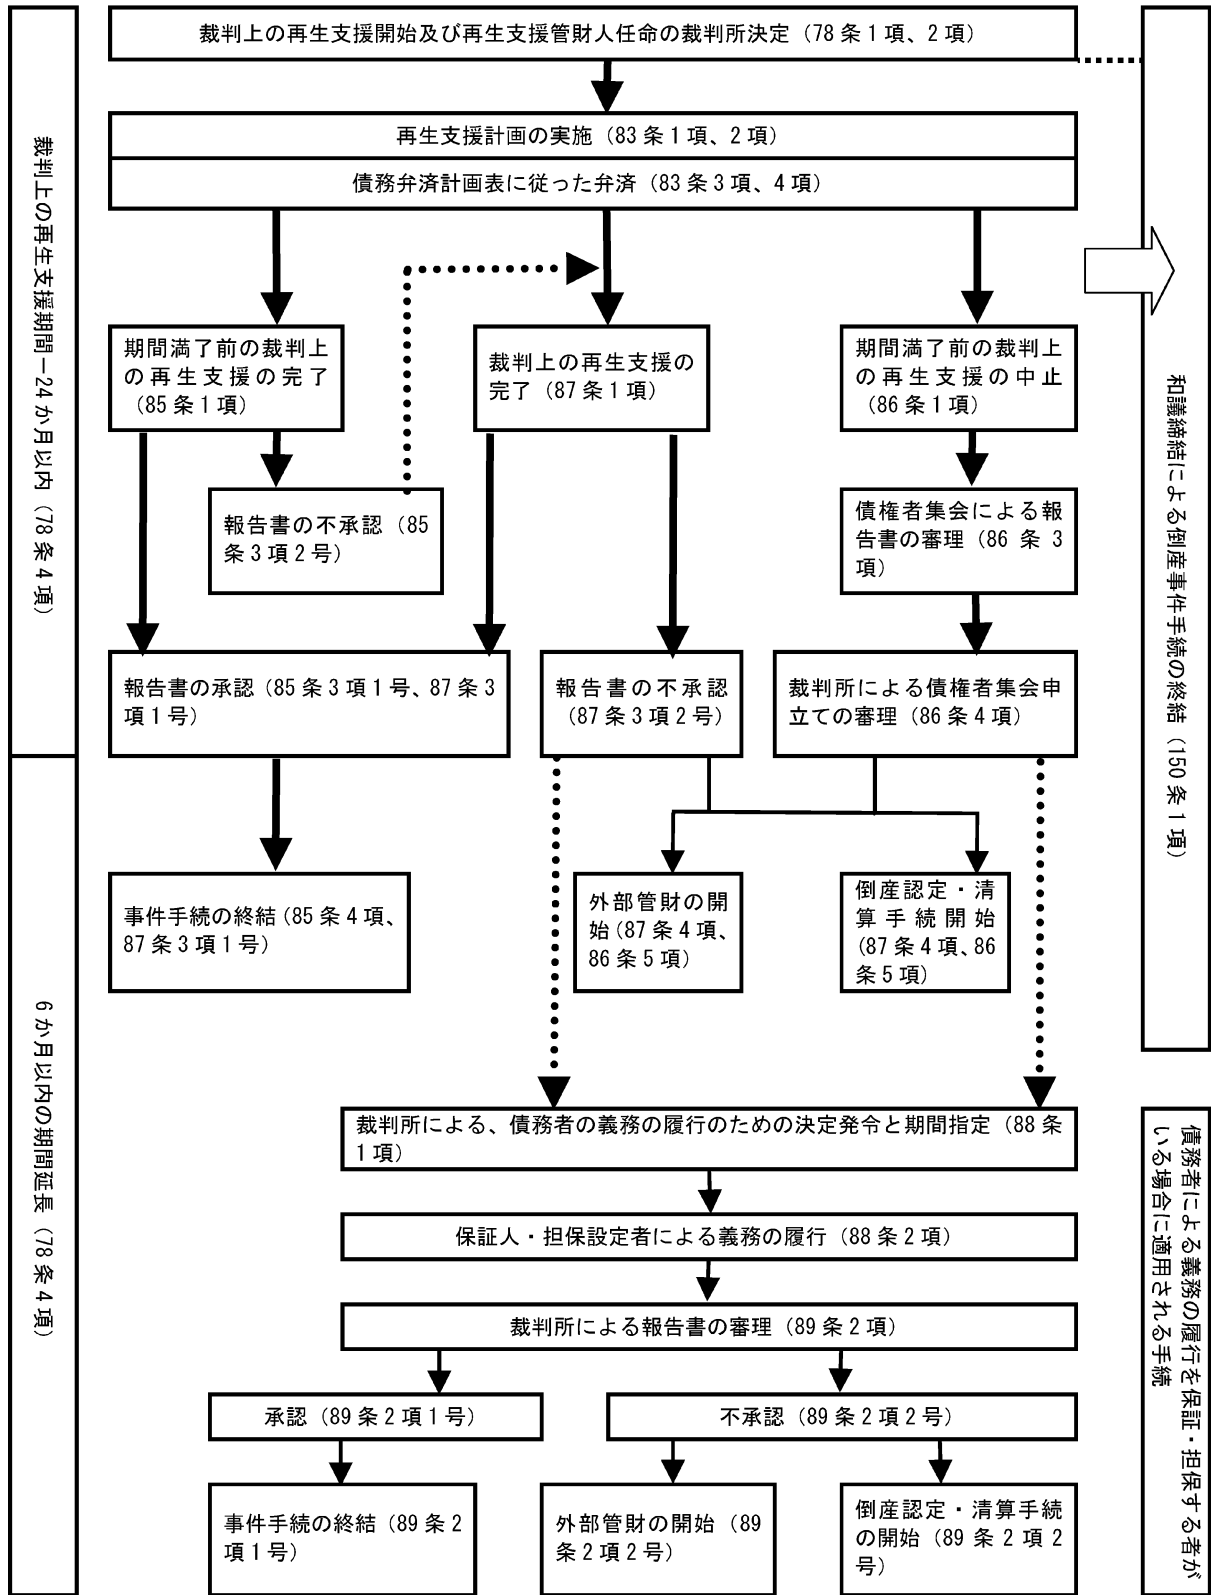 裁判上の再生支援開始及び再生支援管財人任命の裁判所決定（78条1項、2項）
再生支援計画の実施（83条1項、2項）
債務弁済計画表に従った弁済（83条3項、4項）
裁判上の再生支援期間－24か月以内（78条4項）
期間満了前の裁判上
の再生支援の完了
（85条1項）
裁判上の再生支援の
完了（87条1項）
期間満了前の裁判上
の再生支援の中止
（86条1項）
報告書の不承認（85
条3項2号）
債権者集会による報
告書の審理（86条3
項）
報告書の承認（85条3項1号、87条3
項1号）
報告書の不承認
（87条3項2号）
裁判所による債権者集会申
立ての審理（86条4項）
和議締結による倒産事件手続の終結（150条1項）
6か月以内の期間延長（78条4項）
事件手続の終結（85条4項、
87条3項1号）
外部管財の開
始（87条4項、
86条5項）
倒産認定・清
算手続開始
（87条4項、86
条5項）
裁判所による、債務者の義務の履行のための決定発令と期間指定（88条
1項）
保証人・担保設定者による義務の履行（88条2項）
裁判所による報告書の審理（89条2項）
承認（89条2項1号）
不承認（89条2項2号）
事件手続の終結（89条2
項1号）
外部管財の開始（89
条2項2号）
倒産認定・清算手続
の開始（89条2項2
号）
債務者による義務の履行を保証・担保する者が
いる場合に適用される手続